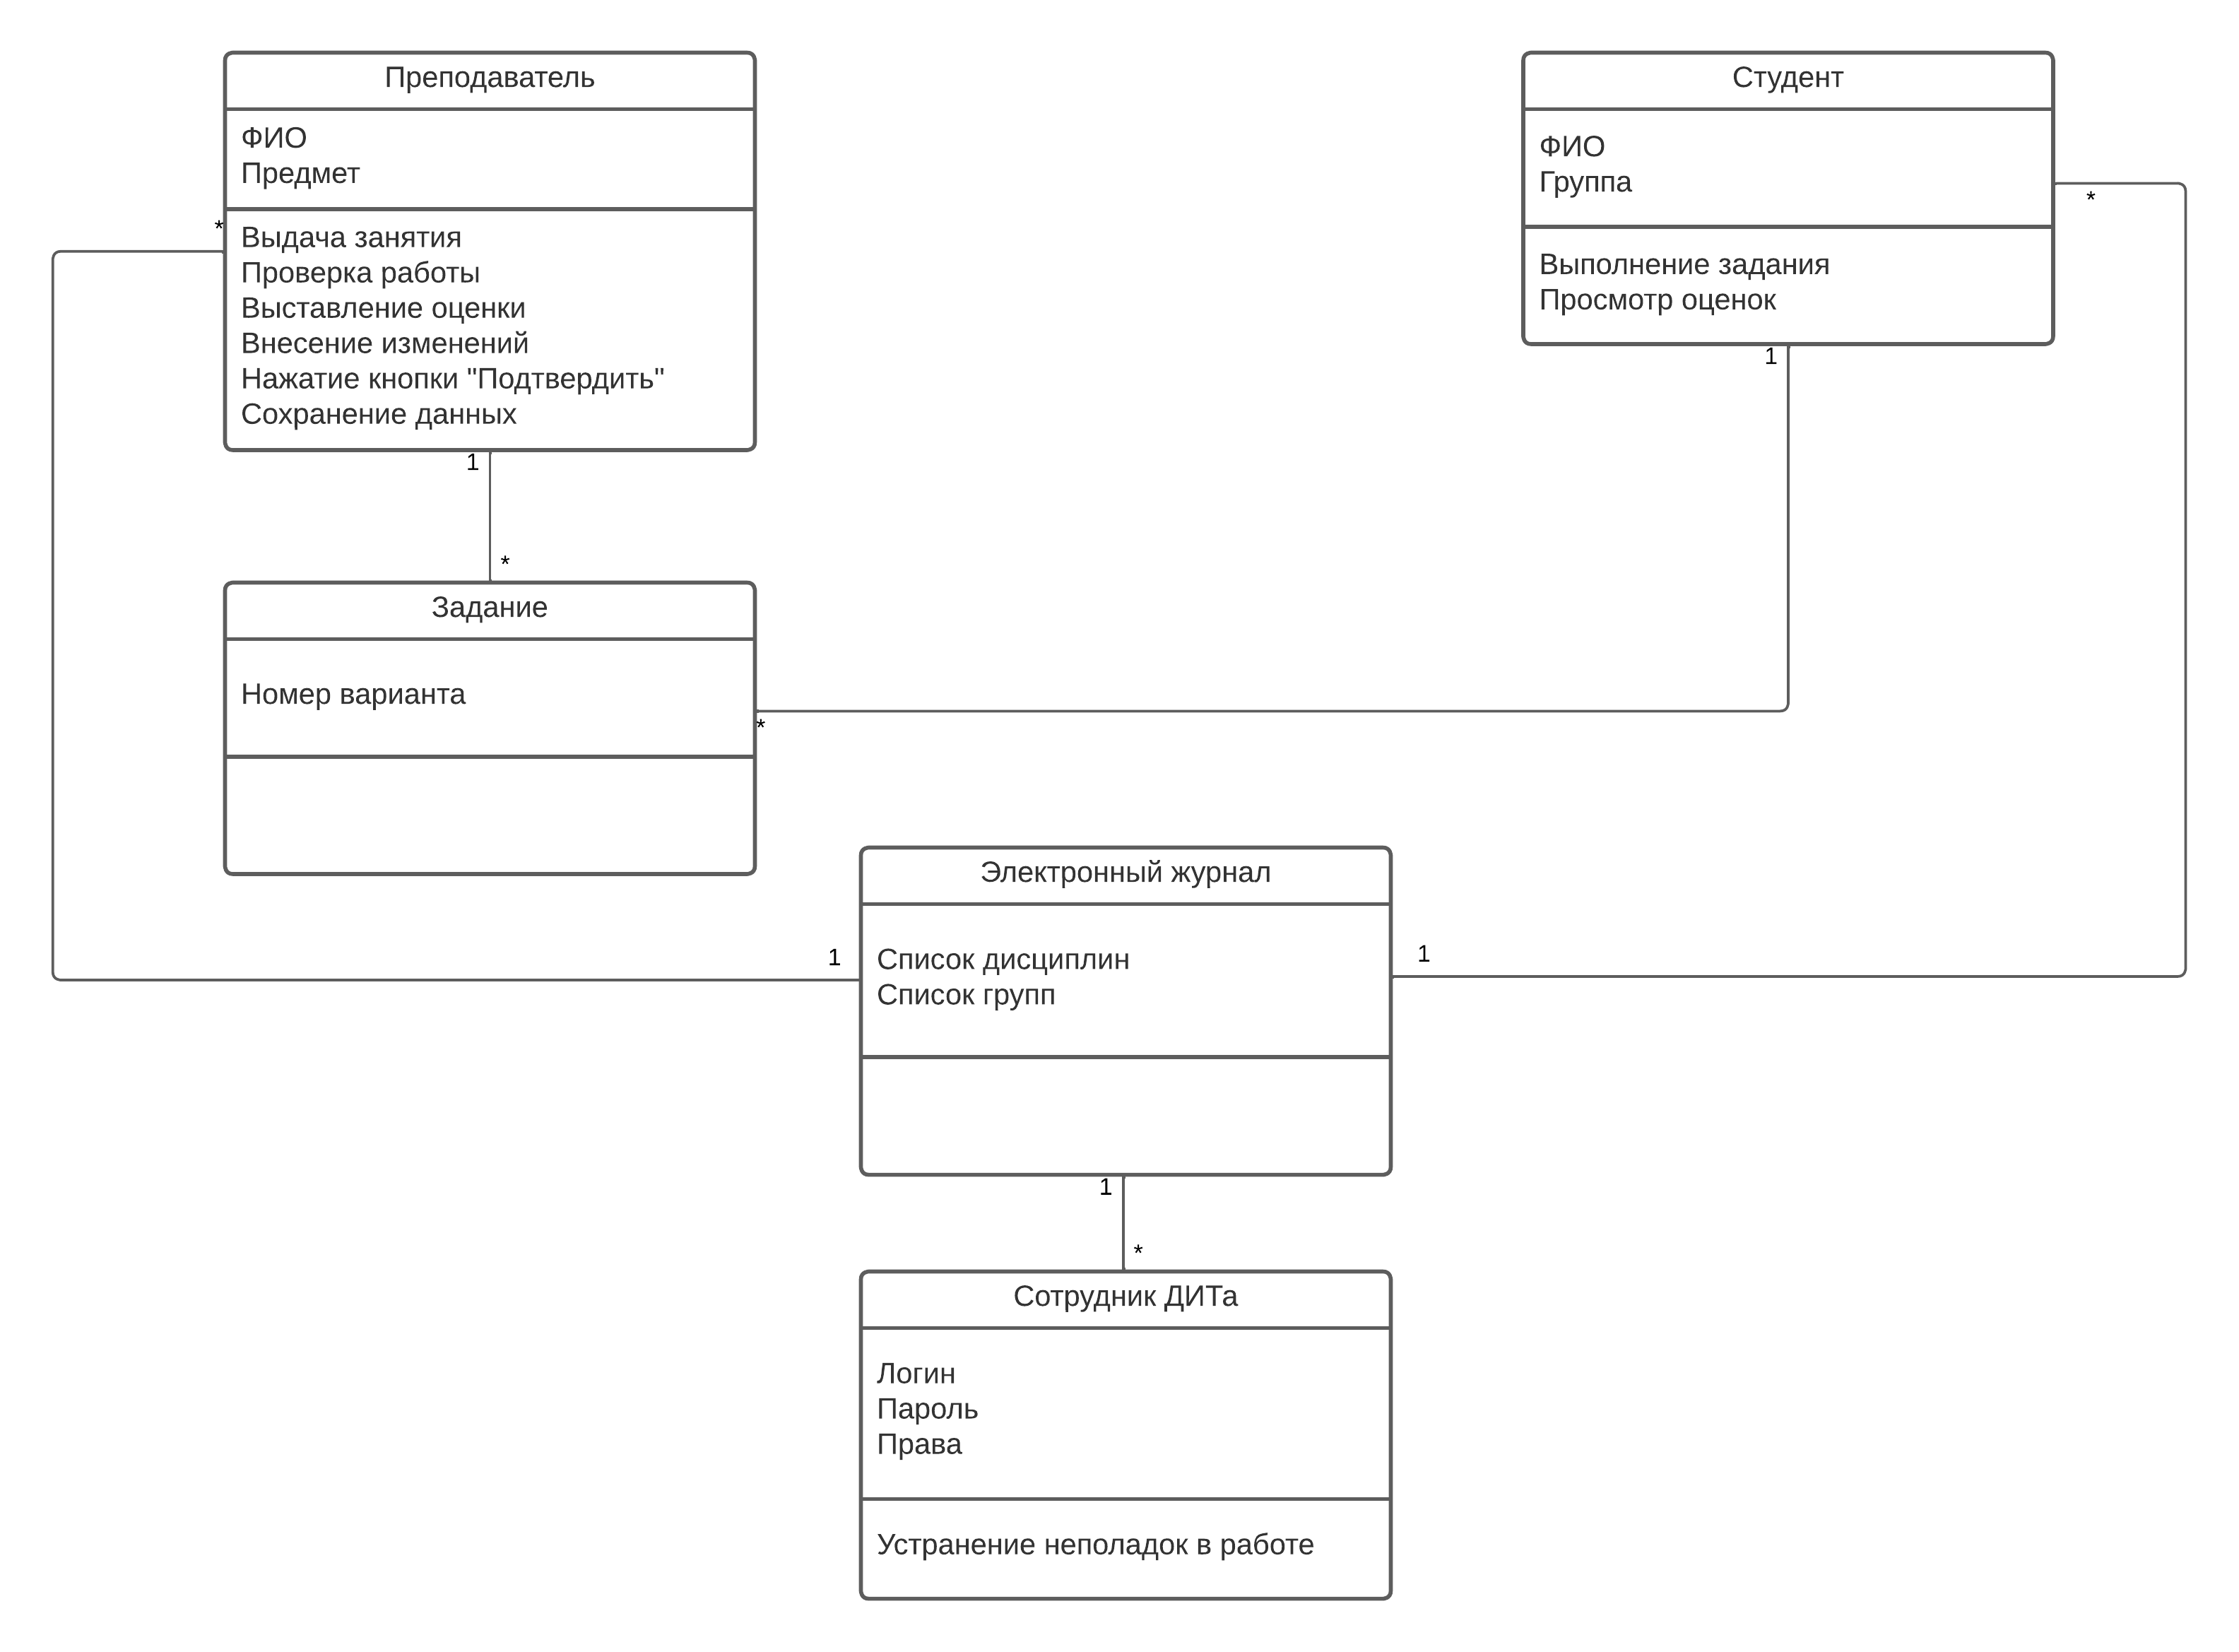 Преподаватель
ФИО
Предмет
*
Выдача занятия
Проверка работы
Выставление оценки
Внесение изменений
Нажатие кнопки "Подтвердить"
Сохранение данных
1
*
Студент
ФИО
Группа
*
Выполнение задания
Просмотр оценок
1
Задание
Номер варианта
*
Электронный журнал
1
1
Список дисциплин
Список групп
1
*
Сотрудник ДИТа
Логин
Пароль
Права
Устранение неполадок в работе